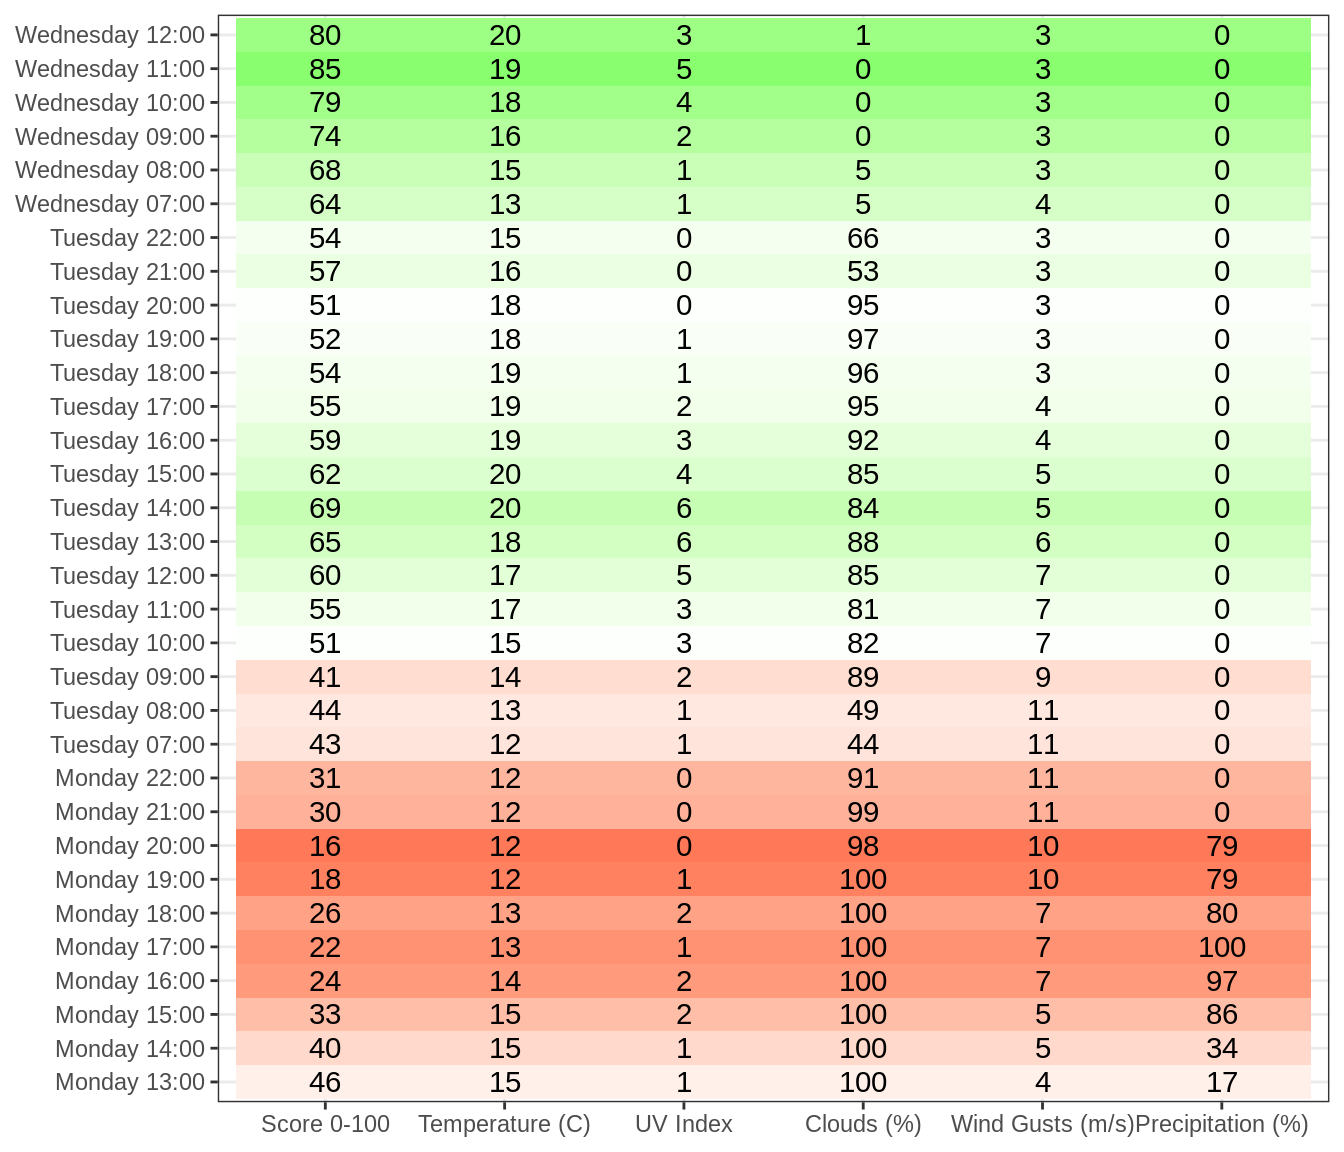 Wednesday 12:00 80 20 3 1 3 0
Wednesday 11:00 85 19 5 0 3 0
Wednesday 10:00 79 18 4 0 3 0
Wednesday 09:00 74 16 2 0 3 0
Wednesday 08:00 68 15 1 5 3 0
Wednesday 07:00 64 13 1 5 4 0
Tuesday 22:00 54 15 0 66 3 0
Tuesday 21:00 57 16 0 53 3 0
Tuesday 20:00 51 18 0 95 3 0
Tuesday 19:00 52 18 1 97 3 0
Tuesday 18:00 54 19 1 96 3 0
Tuesday 17:00 55 19 2 95 4 0
Tuesday 16:00 59 19 3 92 4 0
Tuesday 15:00 62 20 4 85 5 0
Tuesday 14:00 69 20 6 84 5 0
Tuesday 13:00 65 18 6 88 6 0
Tuesday 12:00 60 17 5 85 7 0
Tuesday 11:00 55 17 3 81 7 0
Tuesday 10:00 51 15 3 82 7 0
Tuesday 09:00 41 14 2 89 9 0
Tuesday 08:00 44 13 1 49 11 0
Tuesday 07:00 43 12 1 44 11 0
Monday 22:00 31 12 0 91 11 0
Monday 21:00 30 12 0 99 11 0
Monday 20:00 16 12 0 98 10 79
Monday 19:00 18 12 1 100 10 79
Monday 18:00 26 13 2 100 7 80
Monday 17:00 22 13 1 100 7 100
Monday 16:00 24 14 2 100 7 97
Monday 15:00 33 15 2 100 5 86
Monday 14:00 40 15 1 100 5 34
Monday 13:00 46 15 1 100 4 17
Score 0-100 Temperature (C) UV Index Clouds (%) Wind Gusts (m/s) Precipitation (%)